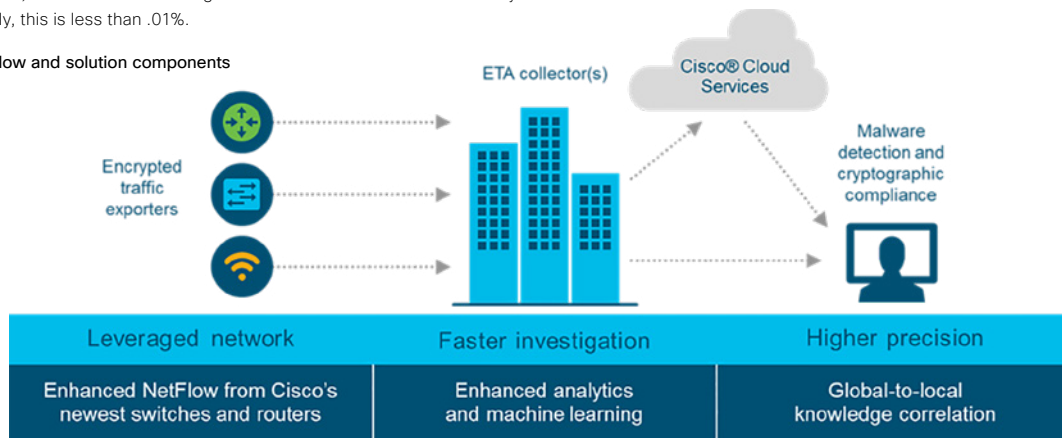 dy, this is less than .01%.
low and solution components
ETA collector(s)
Cisco® Cloud
Services
Encrypted
traffic
exporters
Malware
detection and
cryptographic
compliance
Leveraged network
Faster investigation
Higher precision
Enhanced NetFlow from Cisco's
newest switches and routers
Enhanced analytics
and machine learning
Global-to-local
knowledge correlation